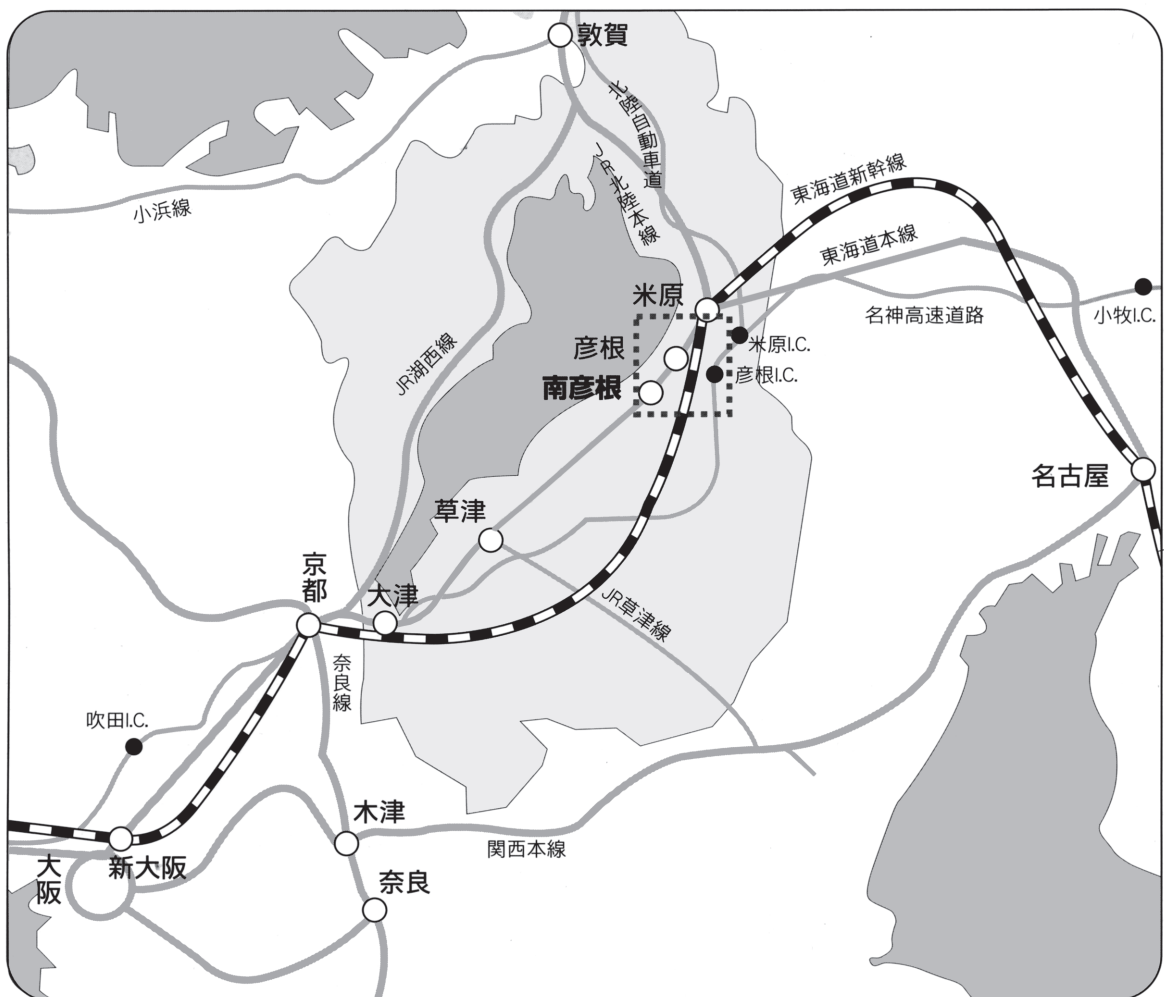 敦賀
北陸自動車道
JR北陸本線
小浜線
東海道新幹線
東海道本線
米原
名神高速道路
小牧I.C.
米原I.C.
彦根
彦根I.C.
南彦根
JR湖西線
名古屋
草津
京都
大津
JR草津線
奈良線
吹田I.C.
木津
関西本線
大阪
新大阪
奈良